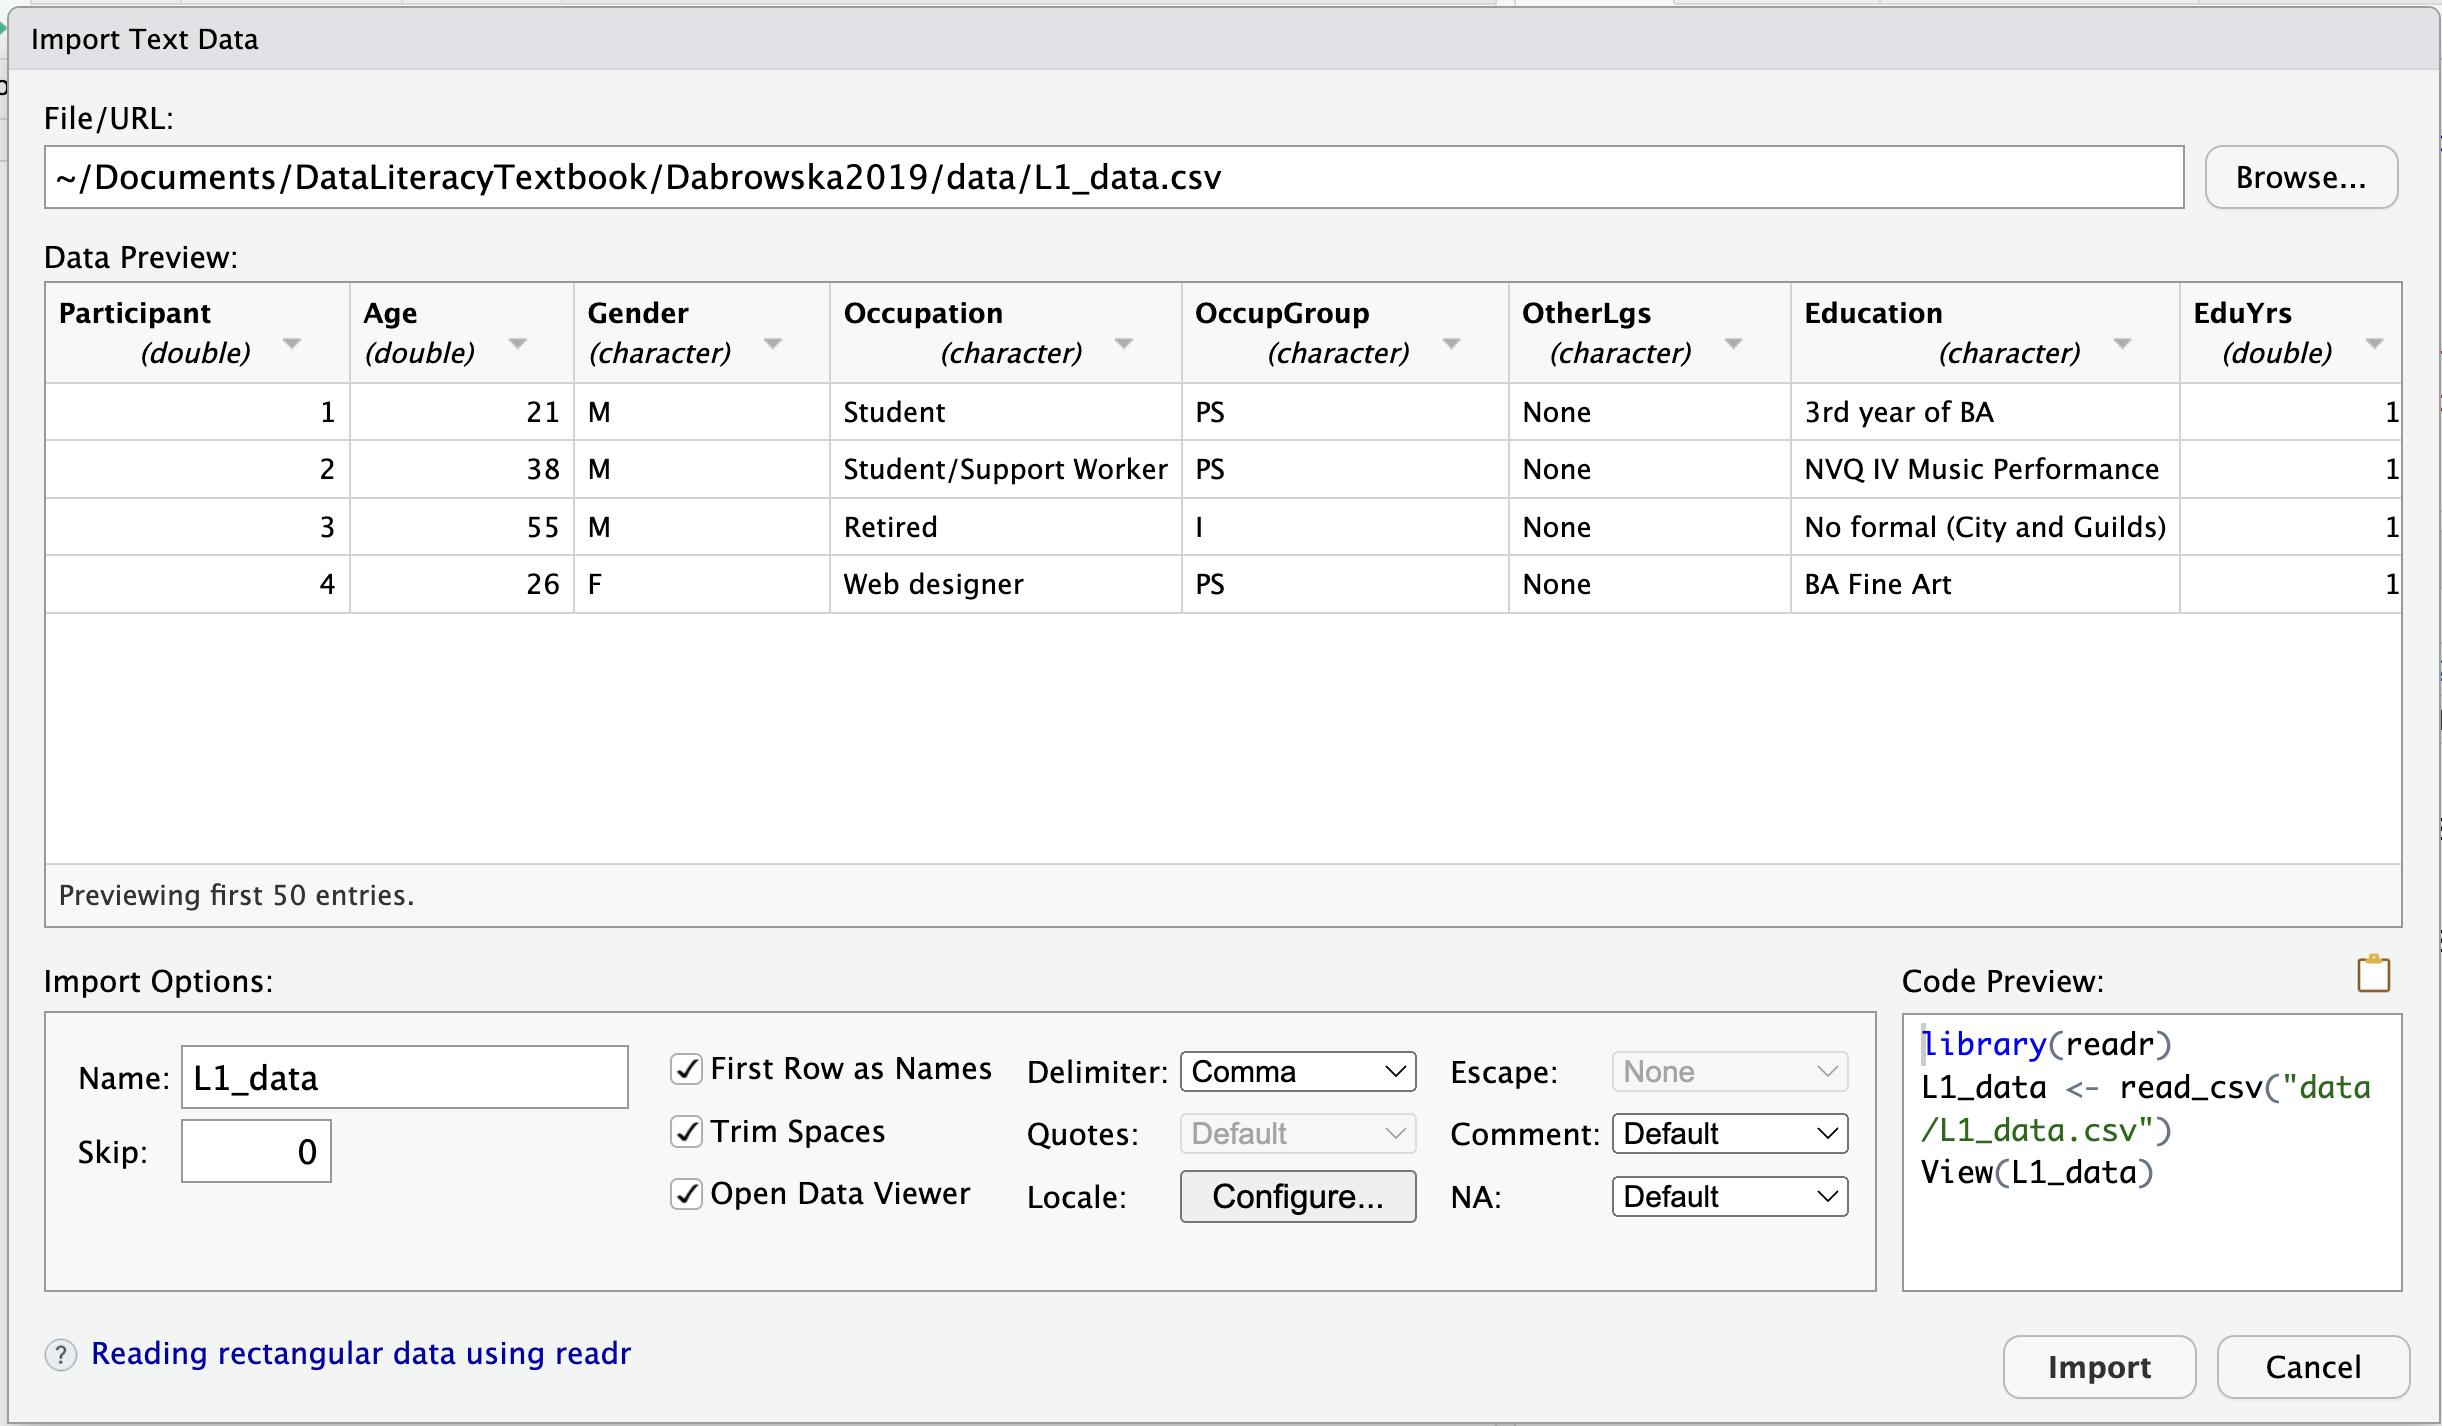 Import Text Data
File/URL:
~/Documents/DataLiteracyTextbook/Dabrowska2019/data/L1_data.csv Browse...
Data Preview:
Participant Age Gender Occupation OccupGroup OtherLgs Education EduYrs
(double) (double) (character) (character) (character) (character) (character) (double)
1 21 M Student PS None 3rd year of BA 1
2 38 M Student/Support Worker PS None NVQ IV Music Performance 1
3 55 M Retired I None No formal (City and Guilds) 1
4 26 F Web designer PS None BA Fine Art 1
Previewing first 50 entries.
Import Options:
Name: L1_data
Skip: 0
First Row as Names
Trim Spaces
Open Data Viewer
Delimiter: Comma
Quotes: Default
Locale: Configure...
Escape: None
Comment: Default
NA: Default
Code Preview:
library(readr)
L1_data <- read_csv("data
/L1_data.csv")
View(L1_data)
? Reading rectangular data using readr
Import Cancel